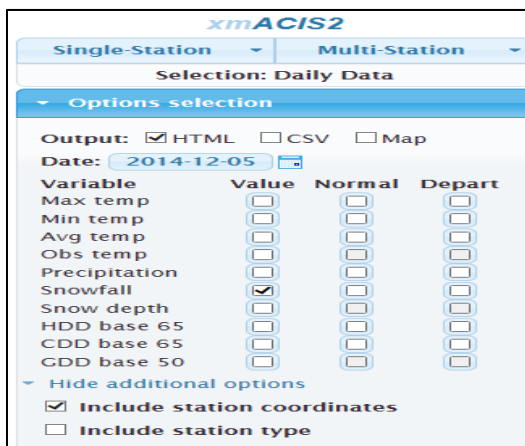 xmACIS2
Single-Station Multi-Station
Selection: Daily Data
Options selection
Output: HTML CSV Map
Date: 2014-12-05
Variable Value Normal Depart
Max temp
Min temp
Avg temp
Obs temp
Precipitation
Snowfall
Snow depth
HDD base 65
CDD base 65
GDD base 50
Hide additional options
Include station coordinates
Include station type